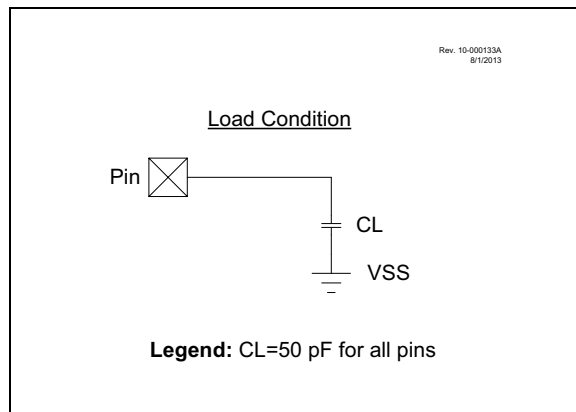 Rev. 10-000133A
8/1/2013
Load Condition
Pin
CL
VSS
Legend: CL=50 pF for all pins